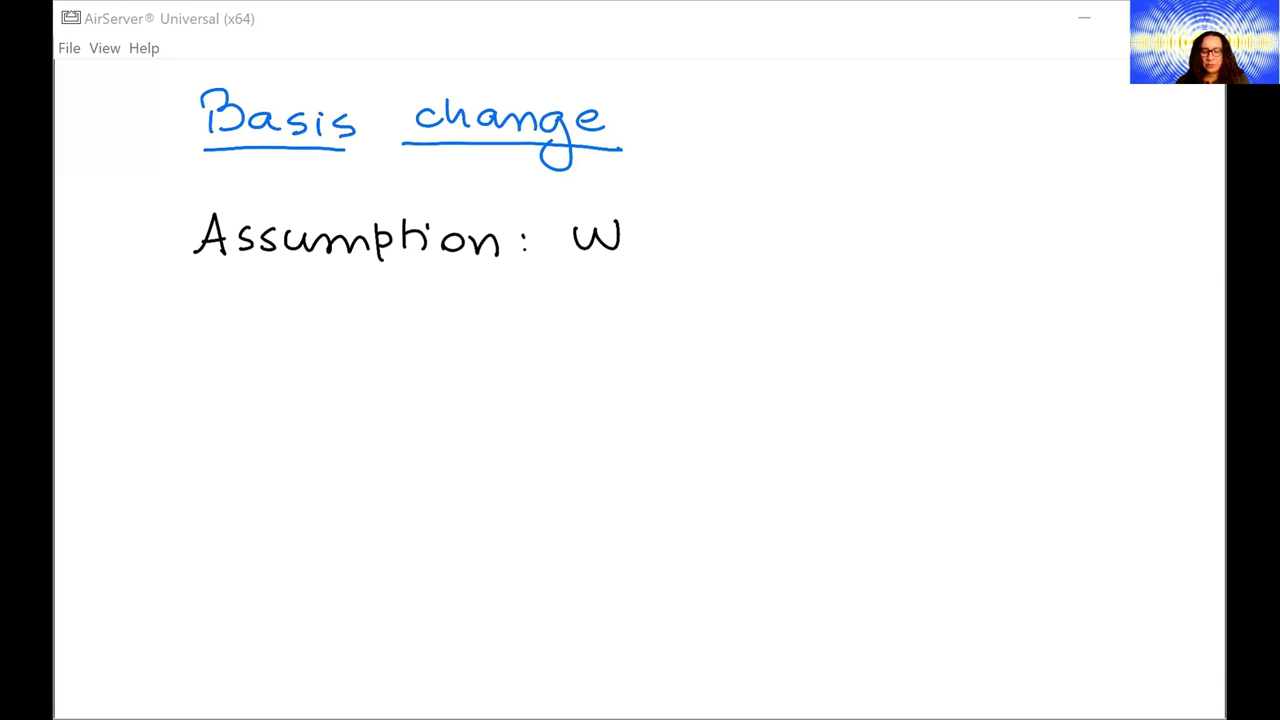 AirServer® Universal (x64)
File View Help
Basis change
Assumption: w